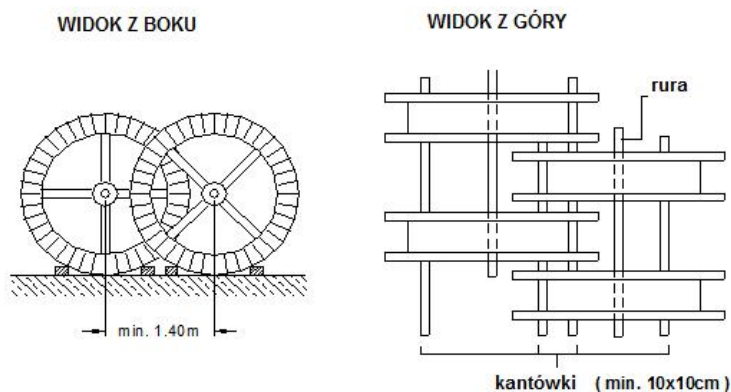 WIDOK Z BOKU
WIDOK Z GÓRY
rura
min. 1.40m
kantówki ( min. 10x10cm )